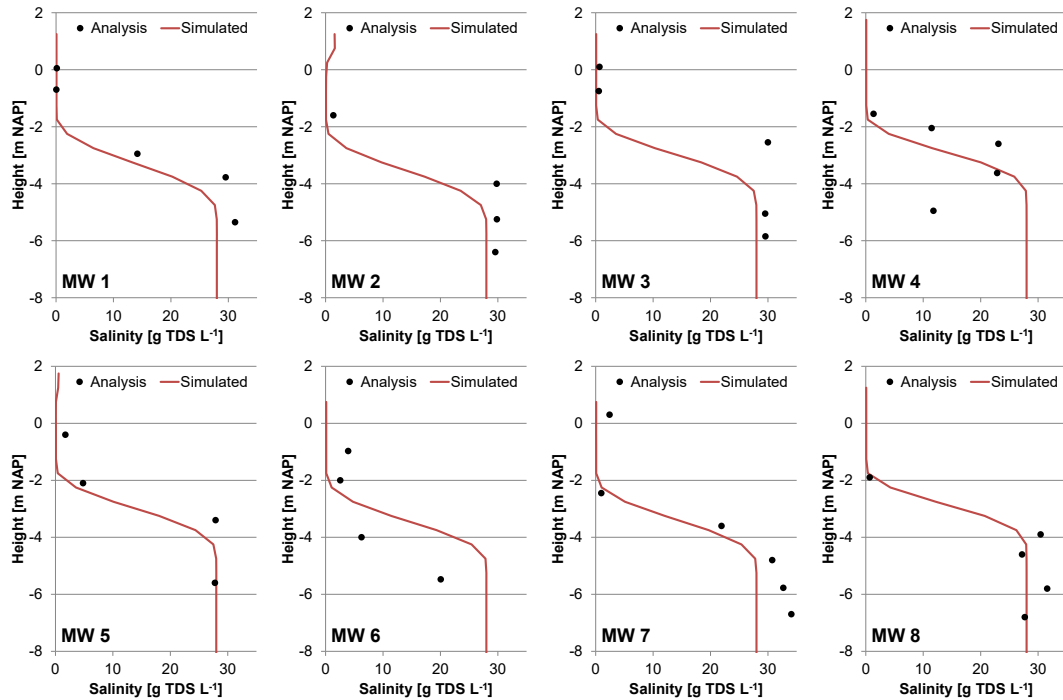 Analysis Simulated
2
0
-2
-4
-6
-8
Height [m NAP]
MW 1
0 10 20 30
Salinity [g TDS L⁻¹]
Analysis Simulated
2
0
-2
-4
-6
-8
Height [m NAP]
MW 2
0 10 20 30
Salinity [g TDS L⁻¹]
Analysis Simulated
2
0
-2
-4
-6
-8
Height [m NAP]
MW 3
0 10 20 30
Salinity [g TDS L⁻¹]
Analysis Simulated
2
0
-2
-4
-6
-8
Height [m NAP]
MW 4
0 10 20 30
Salinity [g TDS L⁻¹]
Analysis Simulated
2
0
-2
-4
-6
-8
Height [m NAP]
MW 5
0 10 20 30
Salinity [g TDS L⁻¹]
Analysis Simulated
2
0
-2
-4
-6
-8
Height [m NAP]
MW 6
0 10 20 30
Salinity [g TDS L⁻¹]
Analysis Simulated
2
0
-2
-4
-6
-8
Height [m NAP]
MW 7
0 10 20 30
Salinity [g TDS L⁻¹]
Analysis Simulated
2
0
-2
-4
-6
-8
Height [m NAP]
MW 8
0 10 20 30
Salinity [g TDS L⁻¹]